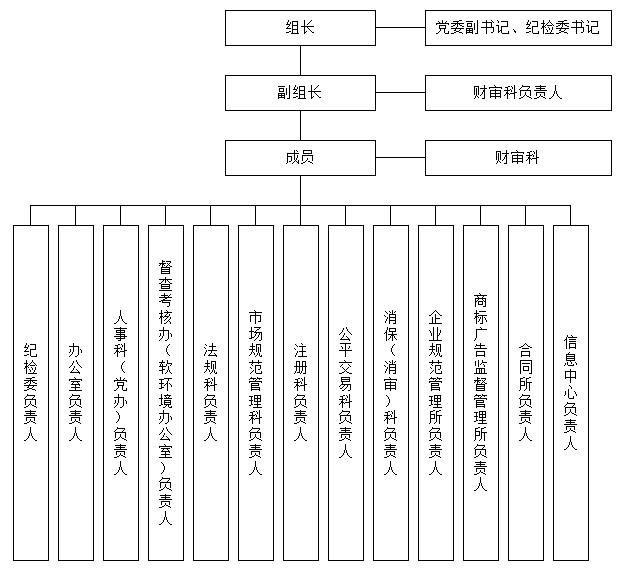 组长
党委副书记、纪检委书记
副组长
财审科负责人
成员
财审科
纪检委负责人
办公室负责人
人事科（党办）负责人
督查考核办（软环境办公室）负责人
法规科负责人
市场规范管理科负责人
注册科负责人
公平交易科负责人
消保（消审）科负责人
企业规范管理所负责人
商标广告监督管理所负责人
合同所负责人
信息中心负责人